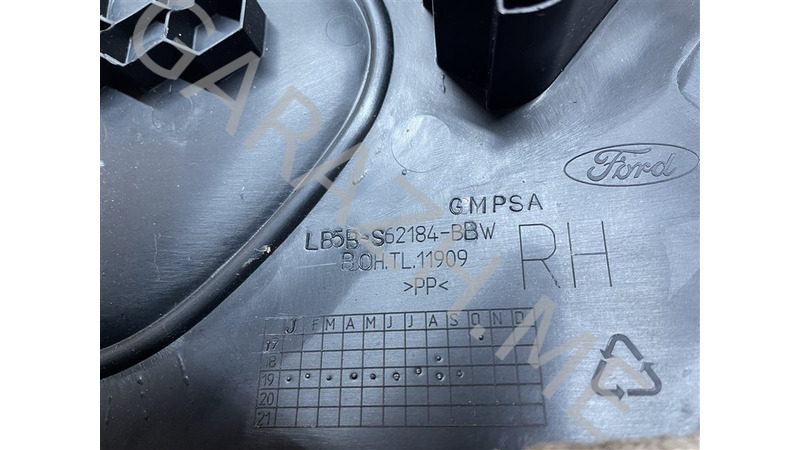 Ford
GMPSA
LB5B-S62184-BBW
B.OH.TL.11909
RH
>PP<
J F M A M J J A S O N D
17
18
19
20
21
GARAZH.ME